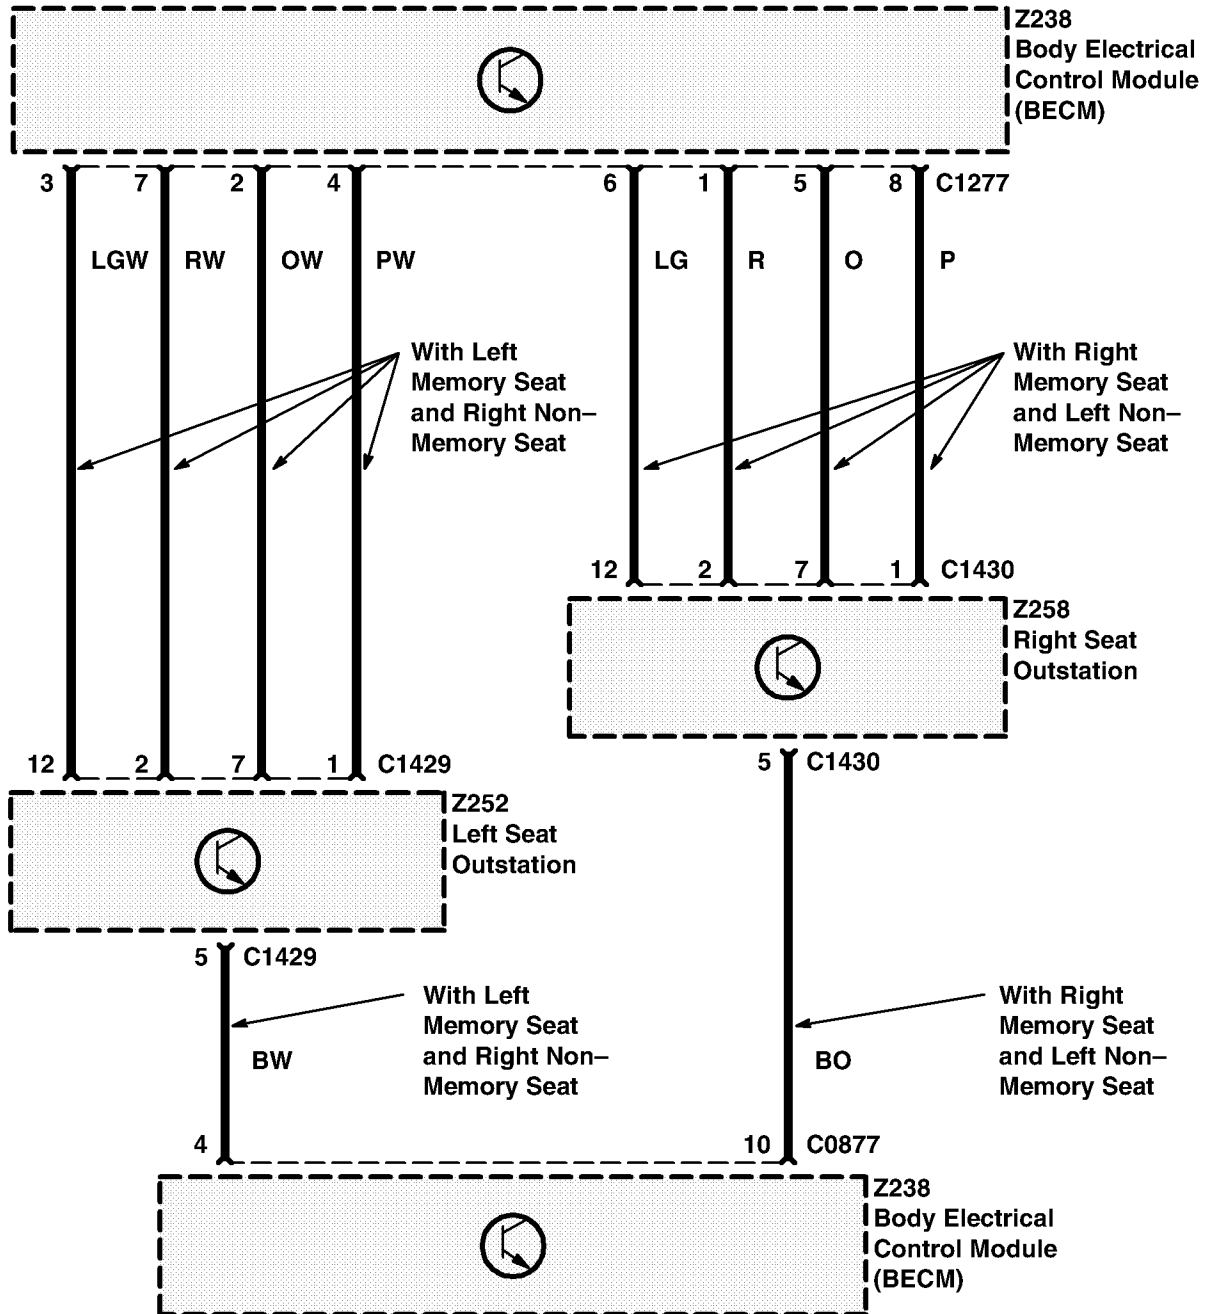 Z238
Body Electrical
Control Module
(BECM)
3 7 2 4 6 1 5 8 C1277
LGW RW OW PW LG R O P
With Left
Memory Seat
and Right Non–
Memory Seat
With Right
Memory Seat
and Left Non–
Memory Seat
12 2 7 1 C1430
Z258
Right Seat
Outstation
12 2 7 1 C1429
5 C1430
Z252
Left Seat
Outstation
5 C1429
With Left
Memory Seat
and Right Non–
Memory Seat
BW
With Right
Memory Seat
and Left Non–
Memory Seat
BO
4 10 C0877
Z238
Body Electrical
Control Module
(BECM)